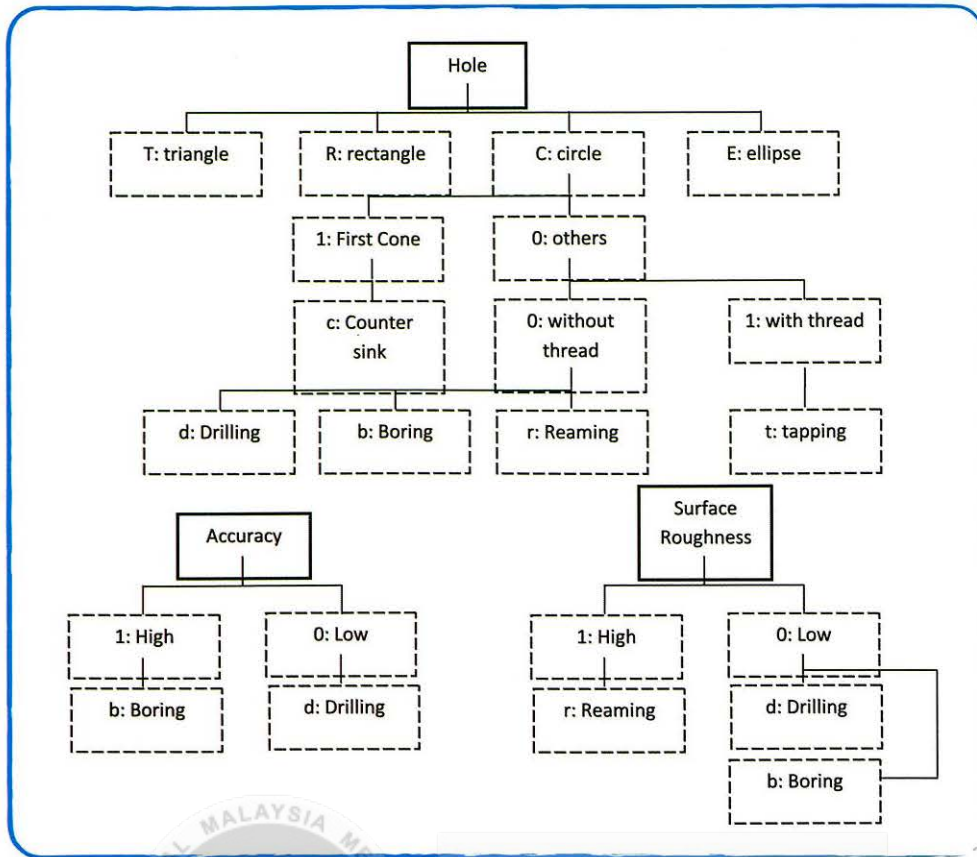 Hole
T: triangle
R: rectangle
C: circle
E: ellipse
1: First Cone
0: others
c: Counter
sink
0: without
thread
1: with thread
d: Drilling
b: Boring
r: Reaming
t: tapping
Accuracy
1: High
0: Low
b: Boring
d: Drilling
Surface
Roughness
1: High
0: Low
r: Reaming
d: Drilling
b: Boring
MALAYSIA